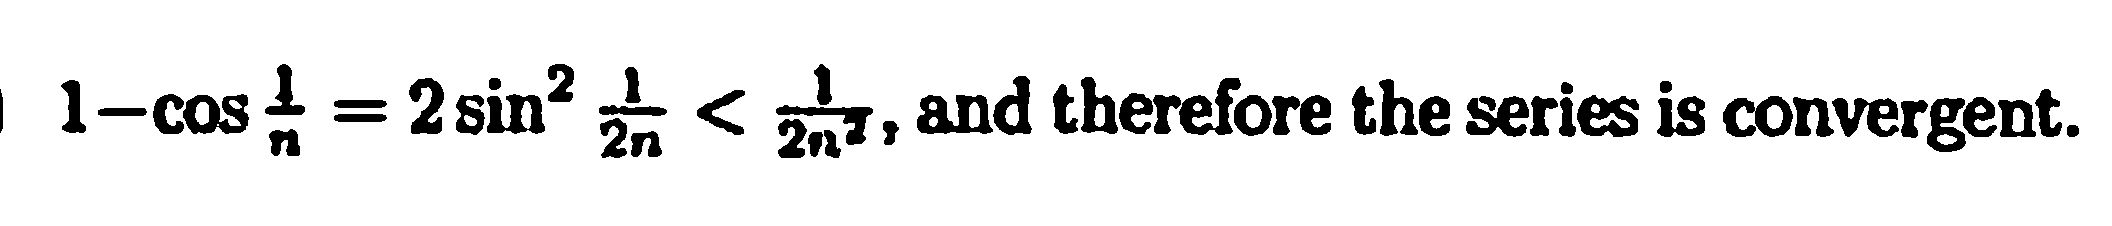 1−cos 1/n = 2 sin² 1/2n < 1/2n², and therefore the series is convergent.